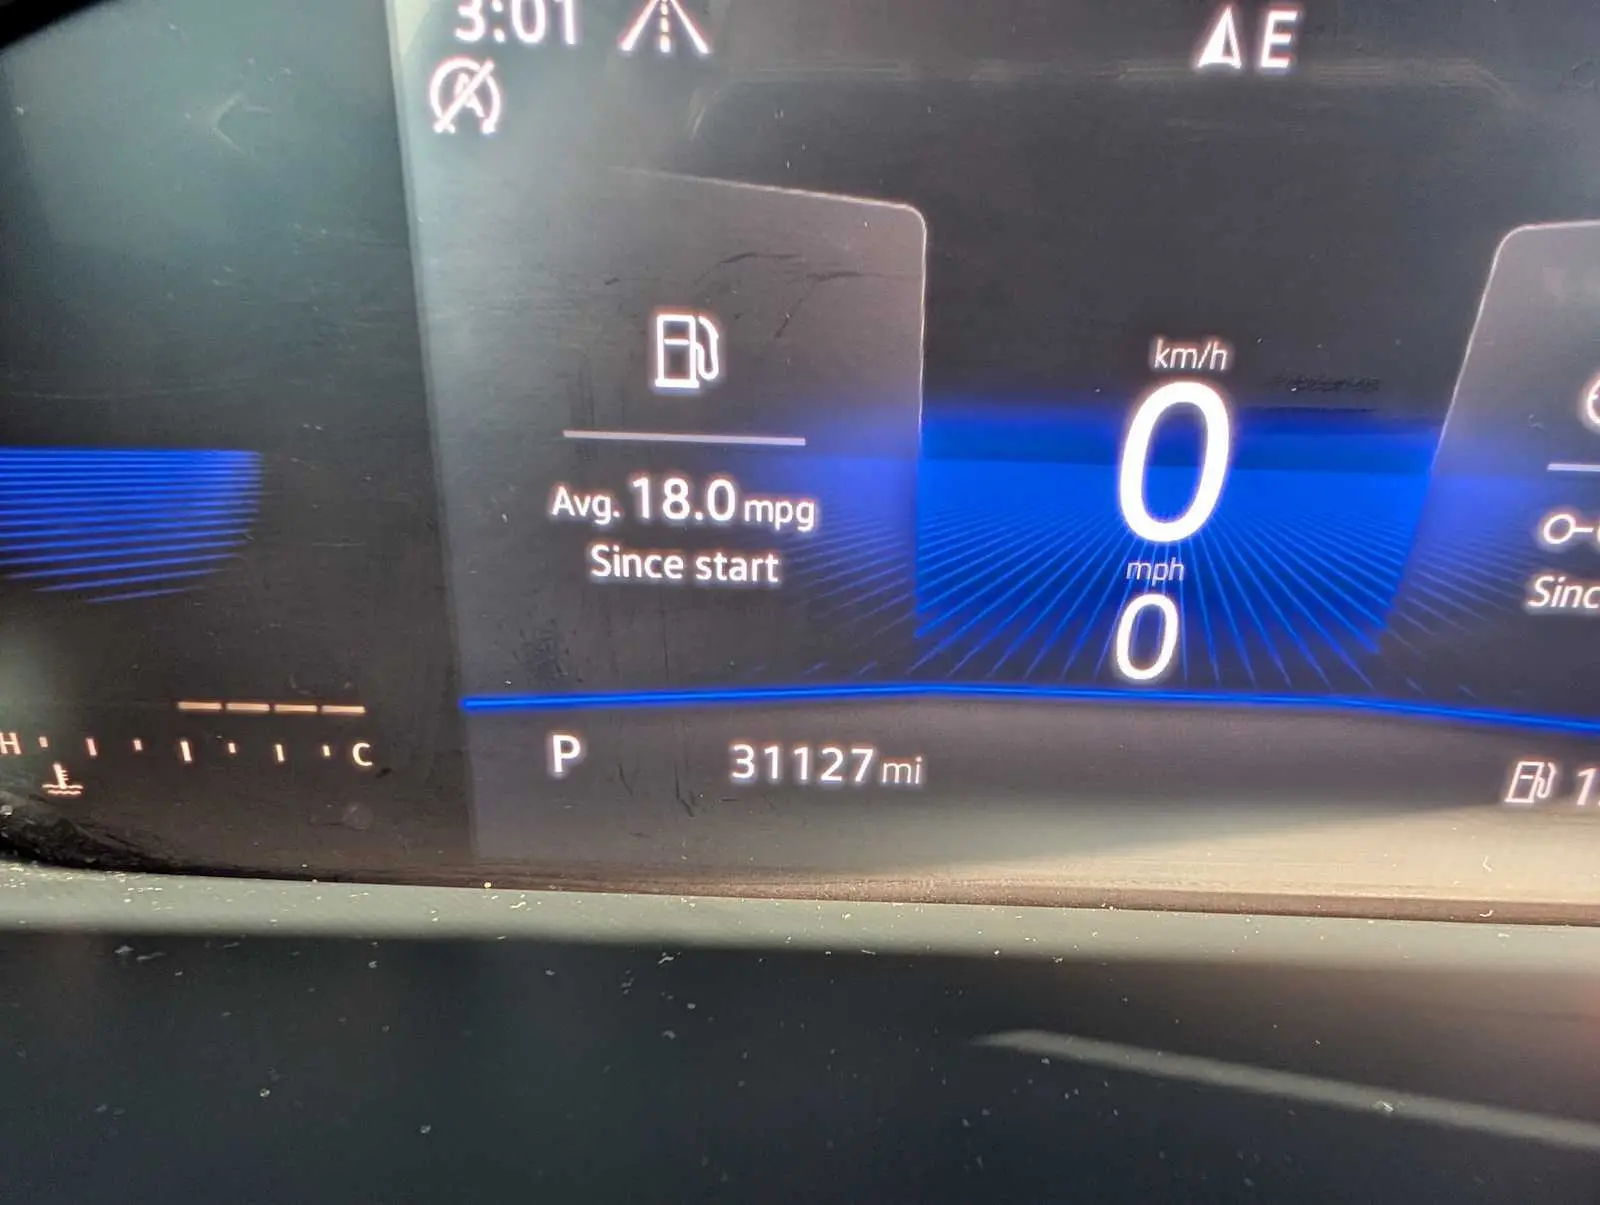 3:01
E
km/h
0
Avg. 18.0 mpg
Since start
mph
0
H C
P 31127 mi